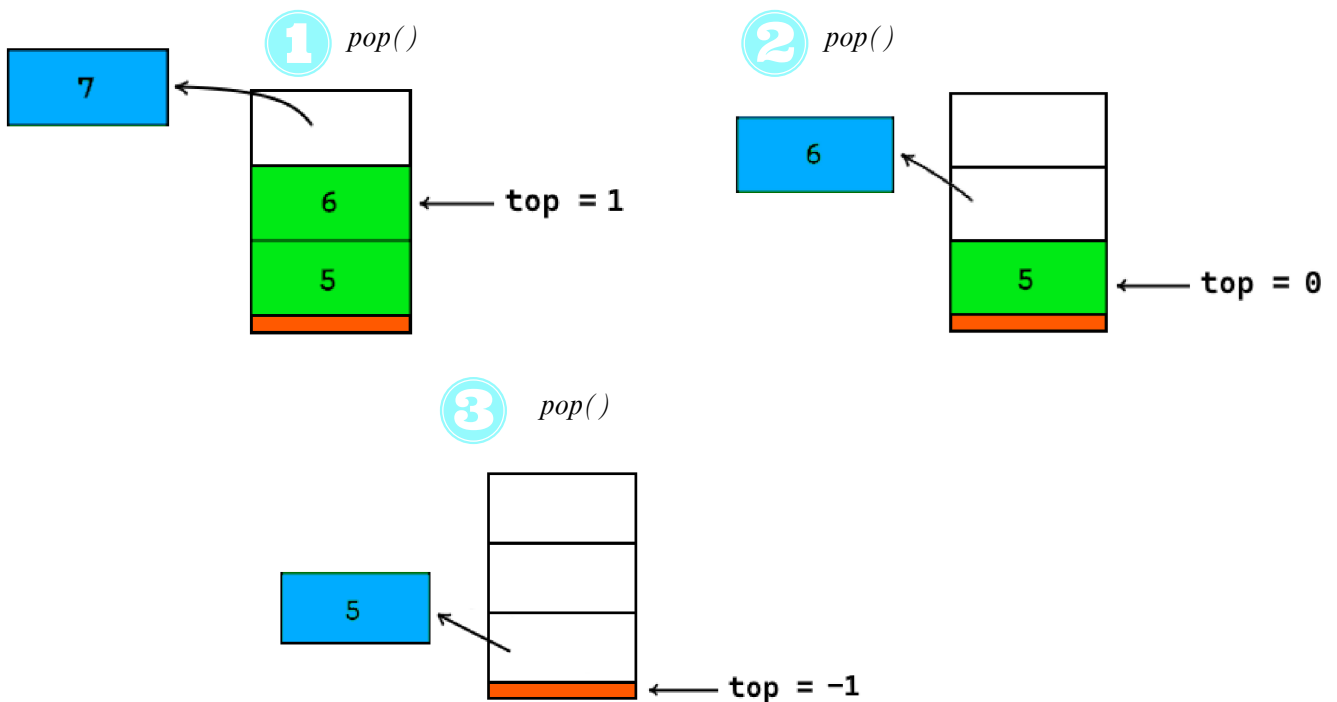 1 pop( )
7
6
top = 1
5
2 pop( )
6
5
top = 0
3 pop( )
5
top = -1